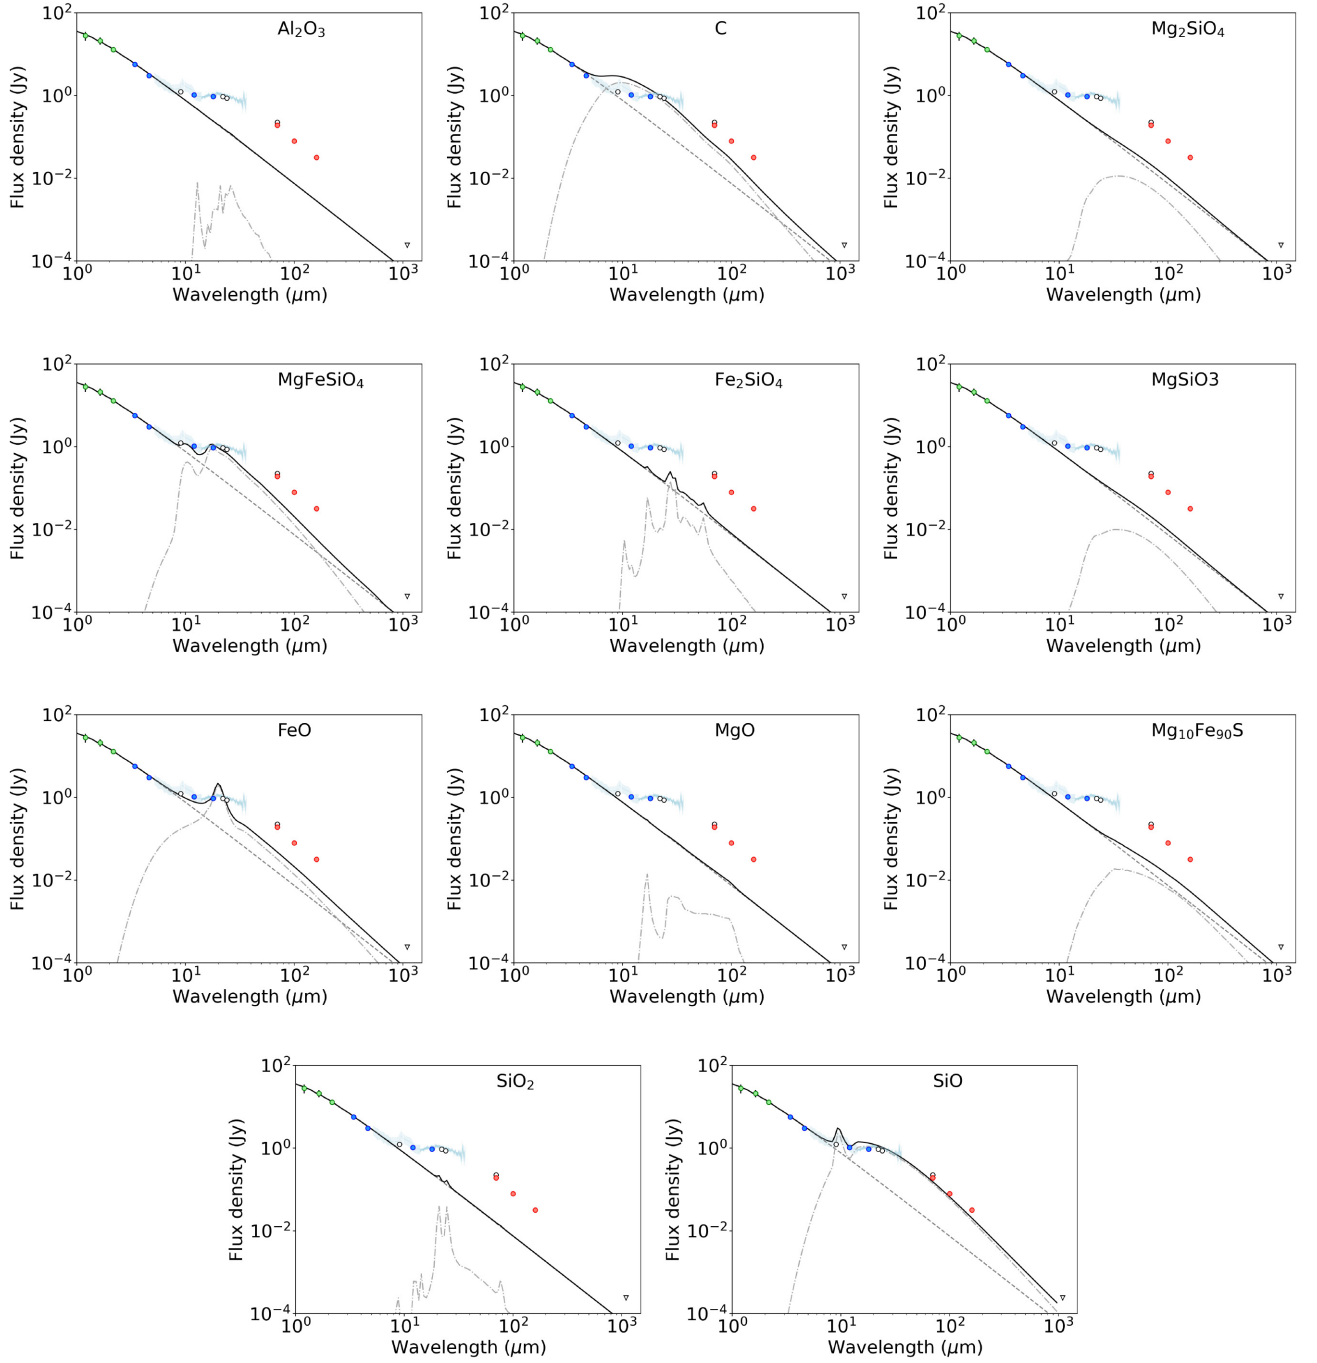 Al₂O₃
C
Mg₂SiO₄
10² 10⁰ 10⁻² 10⁻⁴
Flux density (Jy)
10⁰ 10¹ 10² 10³
Wavelength (μm)
10² 10⁰ 10⁻² 10⁻⁴
Flux density (Jy)
10⁰ 10¹ 10² 10³
Wavelength (μm)
10² 10⁰ 10⁻² 10⁻⁴
Flux density (Jy)
10⁰ 10¹ 10² 10³
Wavelength (μm)
MgFeSiO₄
Fe₂SiO₄
MgSiO3
10² 10⁰ 10⁻² 10⁻⁴
Flux density (Jy)
10⁰ 10¹ 10² 10³
Wavelength (μm)
10² 10⁰ 10⁻² 10⁻⁴
Flux density (Jy)
10⁰ 10¹ 10² 10³
Wavelength (μm)
10² 10⁰ 10⁻² 10⁻⁴
Flux density (Jy)
10⁰ 10¹ 10² 10³
Wavelength (μm)
FeO
MgO
Mg₁₀Fe₉₀S
10² 10⁰ 10⁻² 10⁻⁴
Flux density (Jy)
10⁰ 10¹ 10² 10³
Wavelength (μm)
10² 10⁰ 10⁻² 10⁻⁴
Flux density (Jy)
10⁰ 10¹ 10² 10³
Wavelength (μm)
10² 10⁰ 10⁻² 10⁻⁴
Flux density (Jy)
10⁰ 10¹ 10² 10³
Wavelength (μm)
SiO₂
SiO
10² 10⁰ 10⁻² 10⁻⁴
Flux density (Jy)
10⁰ 10¹ 10² 10³
Wavelength (μm)
10² 10⁰ 10⁻² 10⁻⁴
Flux density (Jy)
10⁰ 10¹ 10² 10³
Wavelength (μm)